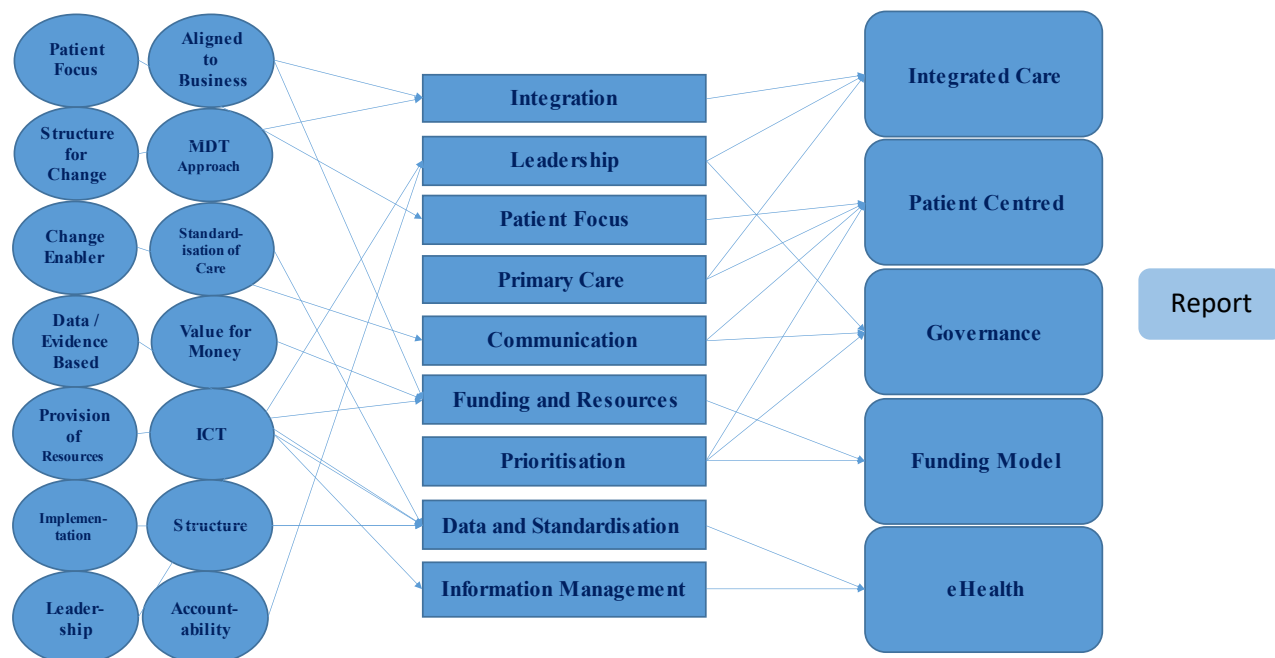 Patient
Focus
Aligned
to
Business
Structure
for
Change
MDT
Approach
Change
Enabler
Standard-
isation of
Care
Data /
Evidence
Based
Value for
Money
Provision
of
Resources
ICT
Implemen-
tation
Structure
Leader-
ship
Account-
ability
Integration
Leadership
Patient Focus
Primary Care
Communication
Funding and Resources
Prioritisation
Data and Standardisation
Information Management
Integrated Care
Patient Centred
Governance
Funding Model
eHealth
Report